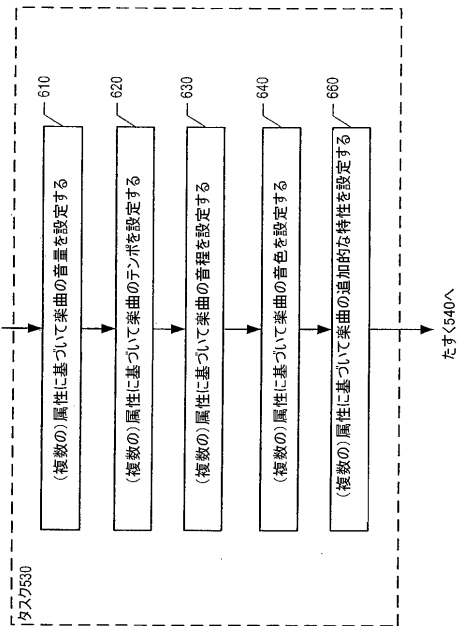 タスク530
610
(複数の)属性に基づいて楽曲の音量を設定する
620
(複数の)属性に基づいて楽曲のテンポを設定する
630
(複数の)属性に基づいて楽曲の音程を設定する
640
(複数の)属性に基づいて楽曲の音色を設定する
660
(複数の)属性に基づいて楽曲の追加的な特性を設定する
たすく540へ